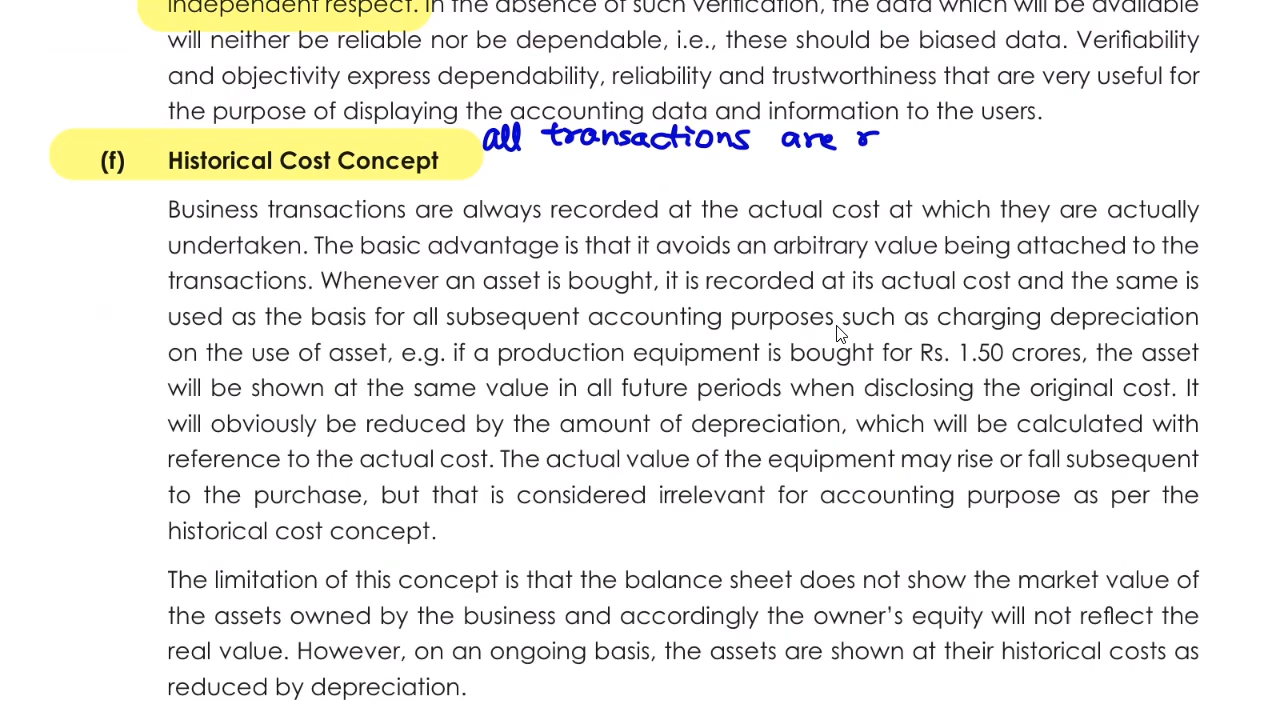 independent respect. In the absence of such verification, the data which will be available
will neither be reliable nor be dependable, i.e., these should be biased data. Verifiability
and objectivity express dependability, reliability and trustworthiness that are very useful for
the purpose of displaying the accounting data and information to the users.
all transactions are r
(f) Historical Cost Concept
Business transactions are always recorded at the actual cost at which they are actually
undertaken. The basic advantage is that it avoids an arbitrary value being attached to the
transactions. Whenever an asset is bought, it is recorded at its actual cost and the same is
used as the basis for all subsequent accounting purposes such as charging depreciation
on the use of asset, e.g. if a production equipment is bought for Rs. 1.50 crores, the asset
will be shown at the same value in all future periods when disclosing the original cost. It
will obviously be reduced by the amount of depreciation, which will be calculated with
reference to the actual cost. The actual value of the equipment may rise or fall subsequent
to the purchase, but that is considered irrelevant for accounting purpose as per the
historical cost concept.
The limitation of this concept is that the balance sheet does not show the market value of
the assets owned by the business and accordingly the owner's equity will not reflect the
real value. However, on an ongoing basis, the assets are shown at their historical costs as
reduced by depreciation.